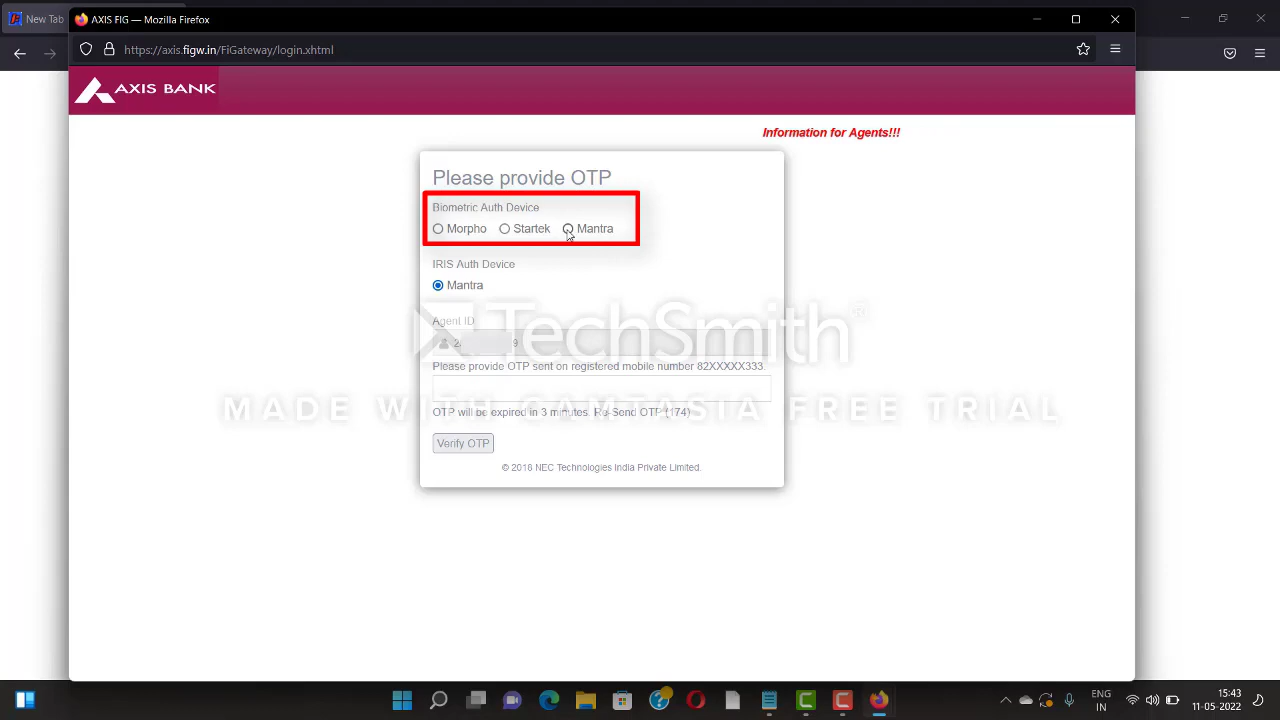 New Tab
AXIS FIG — Mozilla Firefox
https://axis.figw.in/FiGateway/login.xhtml
AXIS BANK
Information for Agents!!!
Please provide OTP
Biometric Auth Device
Morpho Startek Mantra
IRIS Auth Device
Mantra
Agent ID
2 9
Please provide OTP sent on registered mobile number 82XXXXX333.
OTP will be expired in 3 minutes. Re-Send OTP (174)
Verify OTP
© 2016 NEC Technologies India Private Limited.
TechSmith®
MADE WITH CAMTASIA FREE TRIAL
ENG
IN
15:43
11-05-2022